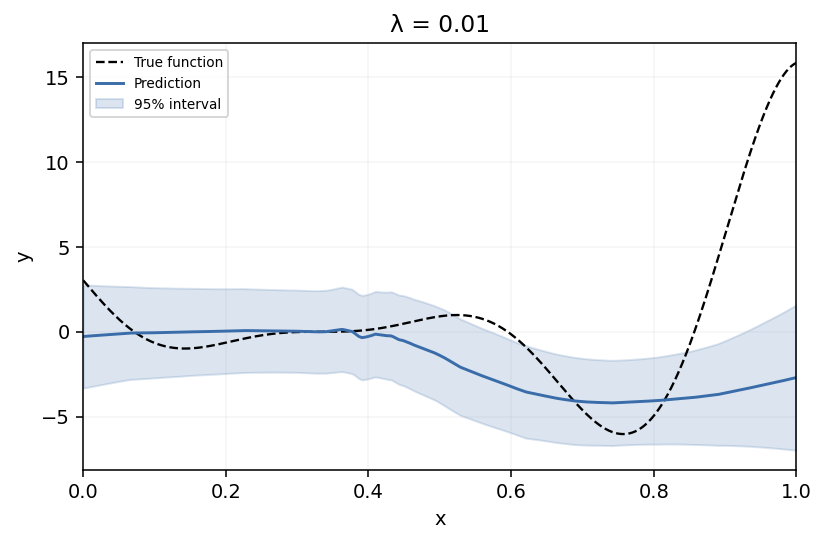 λ = 0.01
True function
Prediction
95% interval
y
15
10
5
0
−5
0.0 0.2 0.4 0.6 0.8 1.0
x